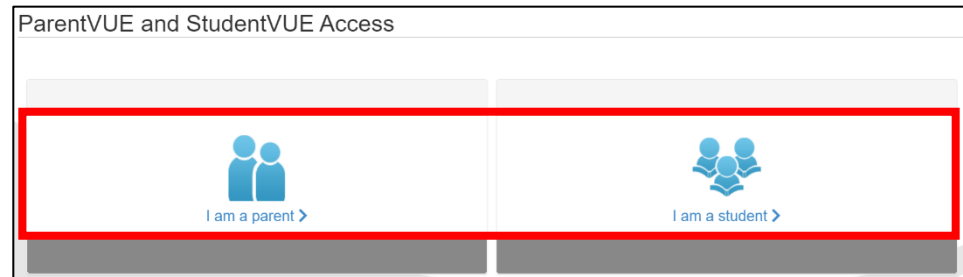 ParentVUE and StudentVUE Access
I am a parent >
I am a student >